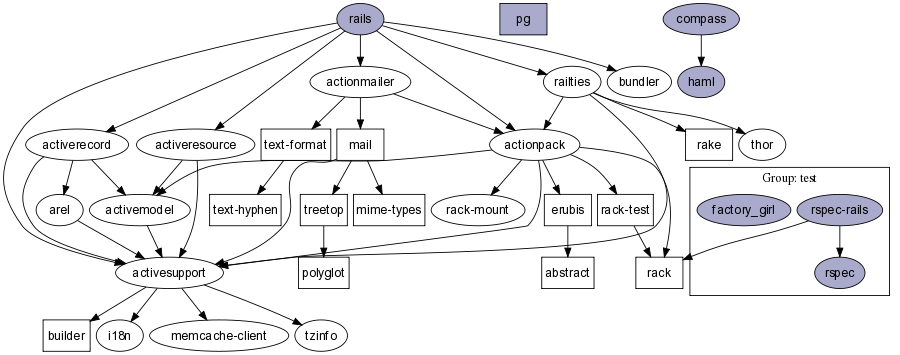 rails
pg
compass
actionmailer
railties
bundler
haml
activerecord
activeresource
text-format
mail
actionpack
rake
thor
Group: test
arel
activemodel
text-hyphen
treetop
mime-types
rack-mount
erubis
rack-test
factory_girl
rspec-rails
activesupport
polyglot
abstract
rack
rspec
builder
i18n
memcache-client
tzinfo